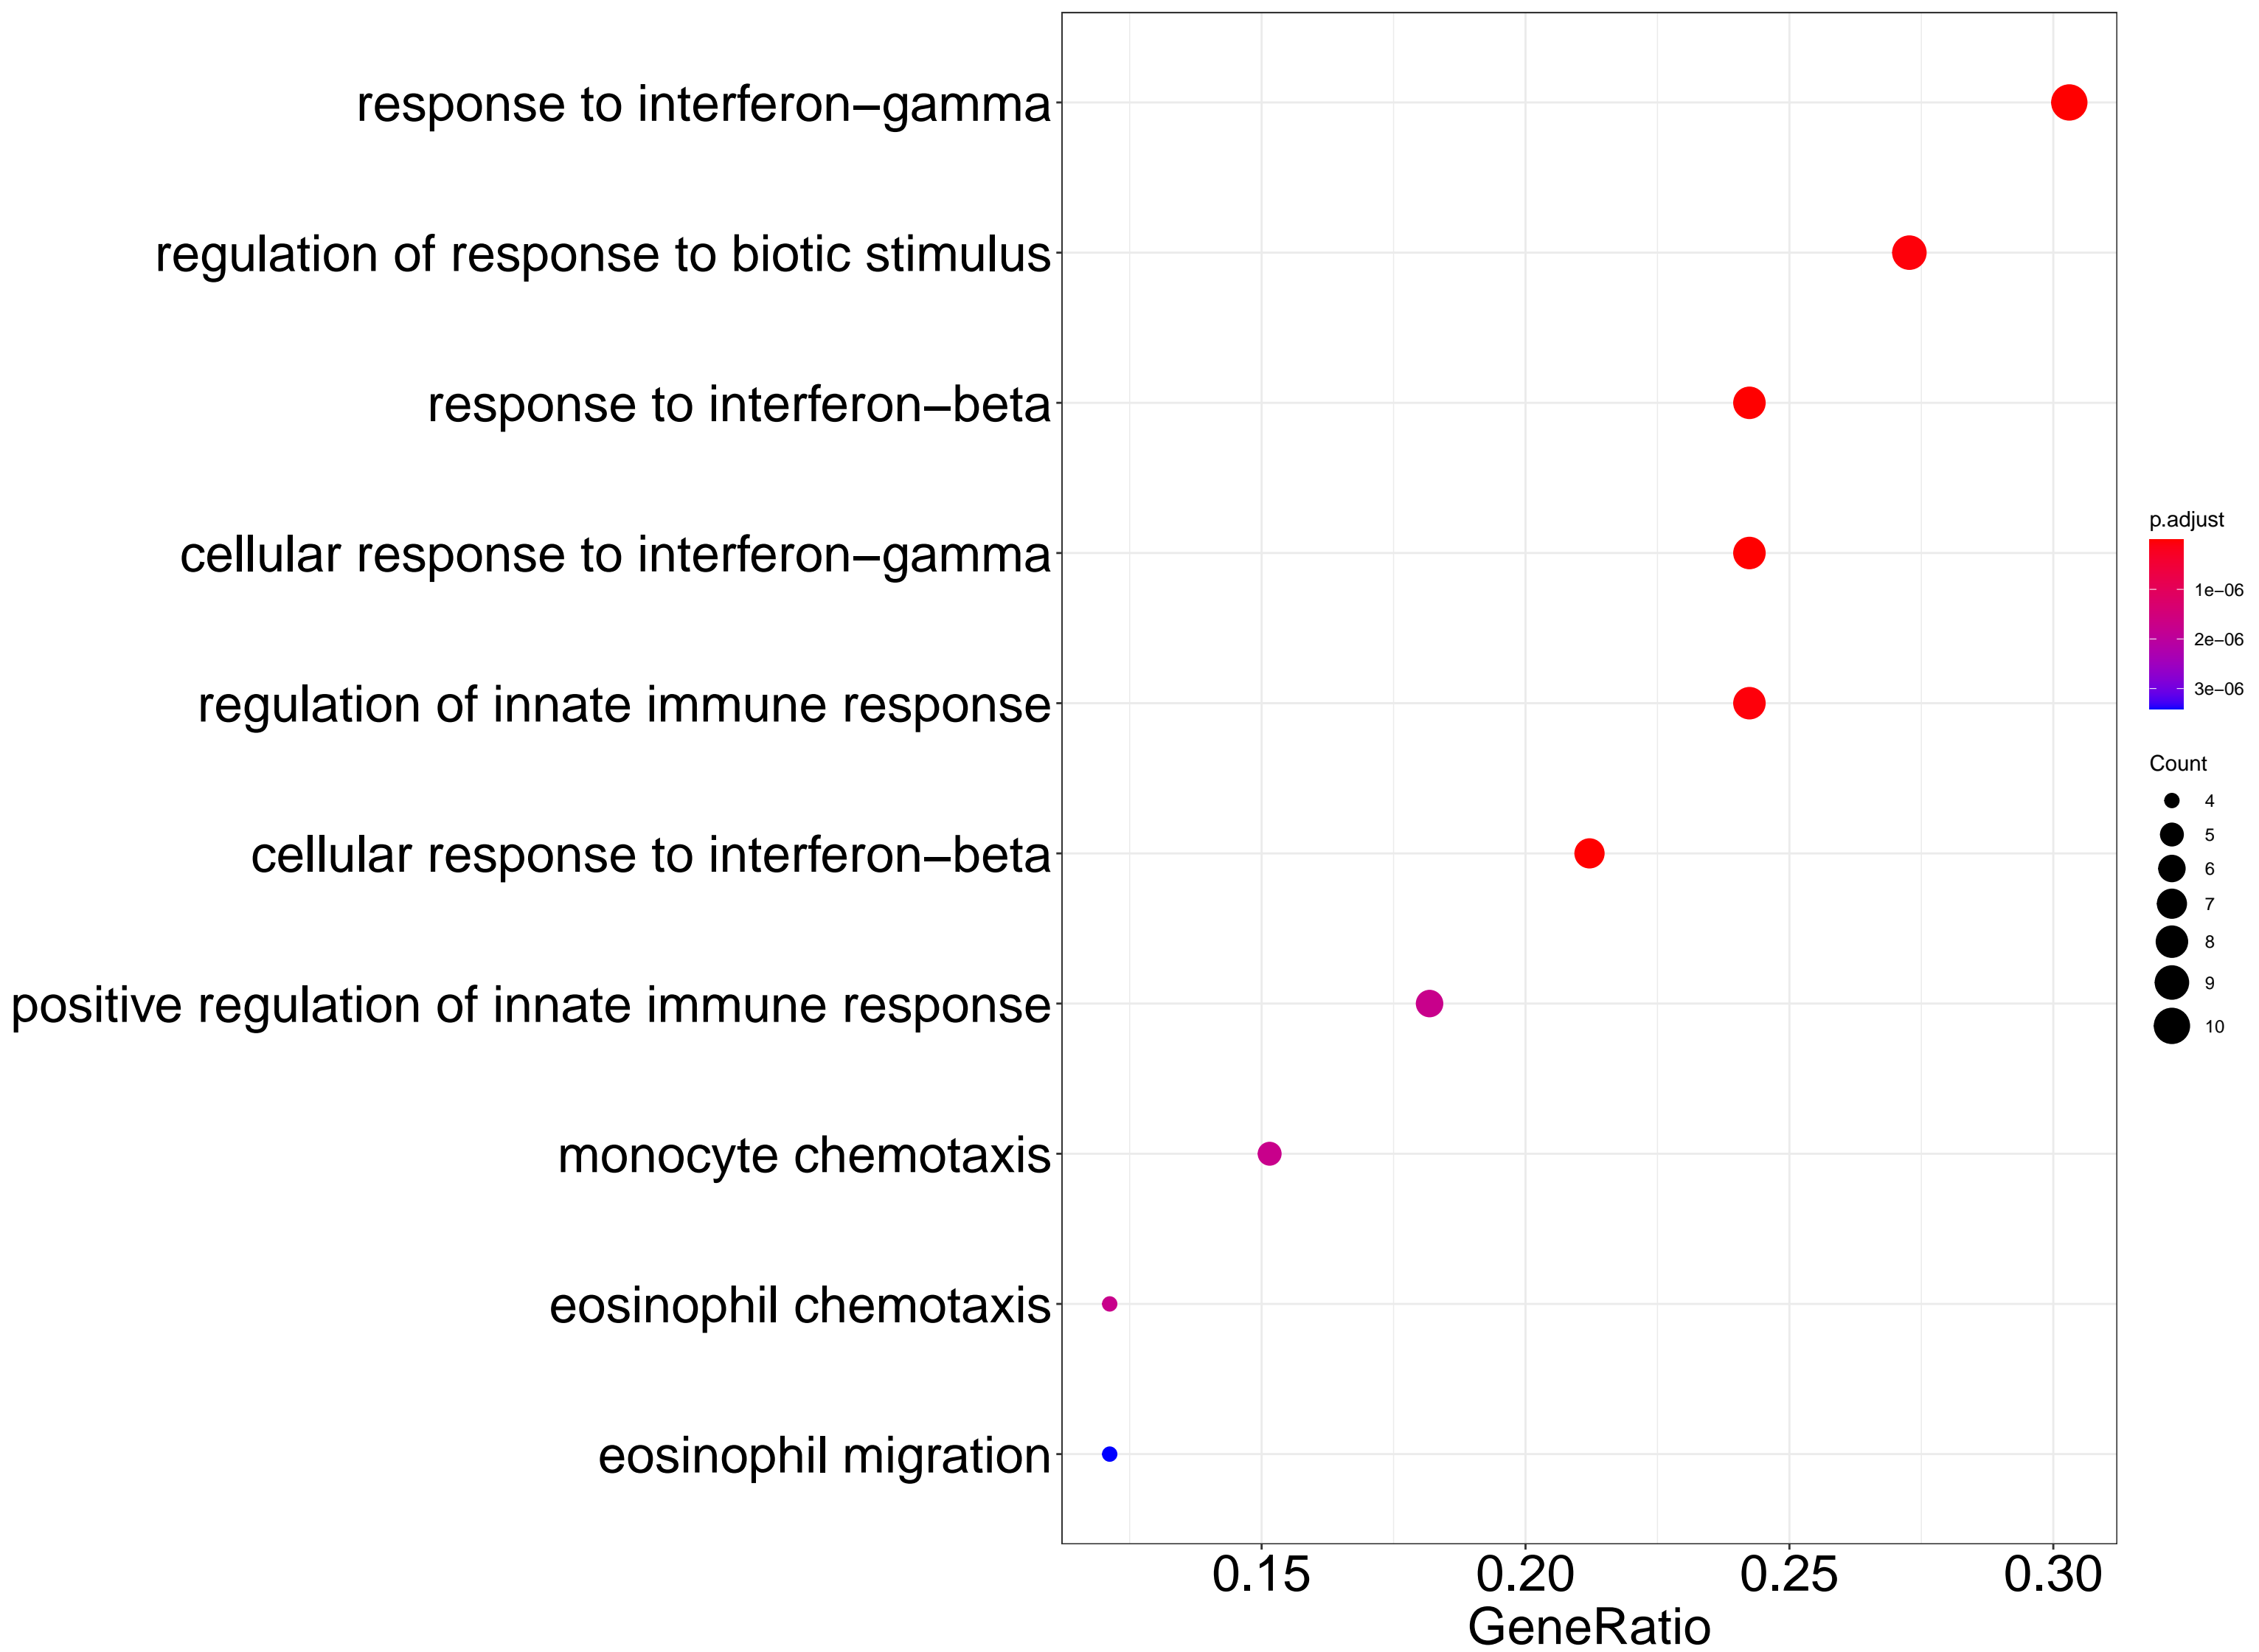 response to interferon−gamma
regulation of response to biotic stimulus
response to interferon−beta
cellular response to interferon−gamma
regulation of innate immune response
cellular response to interferon−beta
positive regulation of innate immune response
monocyte chemotaxis
eosinophil chemotaxis
eosinophil migration
0.15 0.20 0.25 0.30
GeneRatio
p.adjust
1e−06
2e−06
3e−06
Count
4
5
6
7
8
9
10